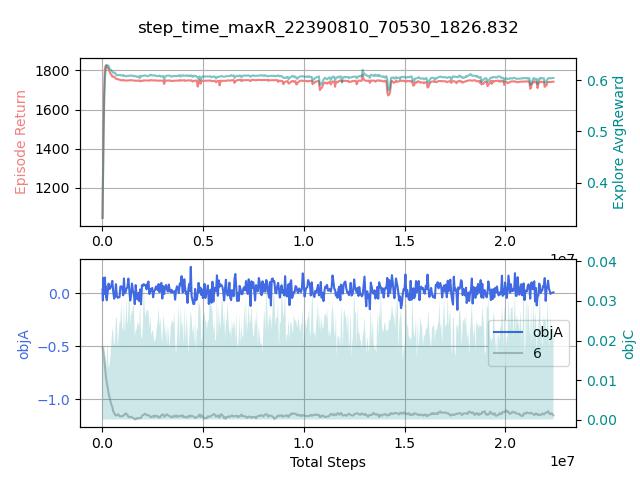 step_time_maxR_22390810_70530_1826.832
1800
1600
1400
1200
Episode Return
0.6
0.5
0.4
Explore AvgReward
0.0 0.5 1.0 1.5 2.0
0.0
−0.5
−1.0
objA
0.04
0.03
0.02
0.01
0.00
objC
objA
6
0.0 0.5 1.0 1.5 2.0
Total Steps
1e7